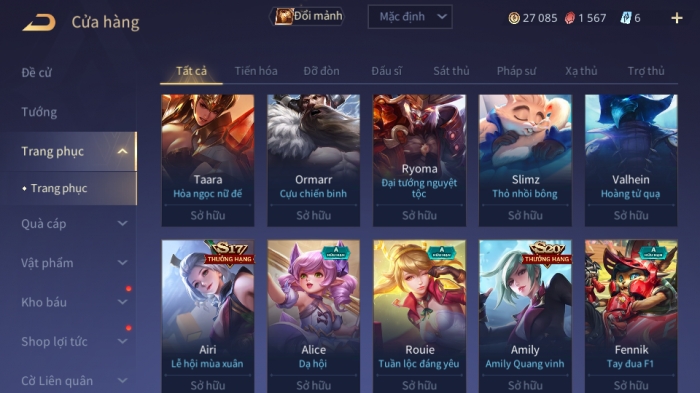 Cửa hàng
Đổi mảnh
Mặc định
27 085
1 567
6
Đề cử
Tướng
Trang phục
Trang phục
Quà cáp
Vật phẩm
Kho báu
Shop lợi tức
Cờ Liên quân
Tất cả Tiến hóa Đỡ đòn Đấu sĩ Sát thủ Pháp sư Xạ thủ Trợ thủ
Taara
Hỏa ngọc nữ đế
Sở hữu
Ormarr
Cựu chiến binh
Sở hữu
Ryoma
Đại tướng nguyệt
tộc
Sở hữu
Slimz
Thỏ nhồi bông
Sở hữu
Valhein
Hoàng tử quạ
Sở hữu
S17
THƯỞNG HẠNG
Airi
Lễ hội mùa xuân
Sở hữu
A
HỮU HẠN
Alice
Dạ hội
Sở hữu
A
HỮU HẠN
Rouie
Tuần lộc đáng yêu
Sở hữu
S20
THƯỞNG HẠNG
Amily
Amily Quang vinh
Sở hữu
A
HỮU HẠN
Fennik
Tay đua F1
Sở hữu